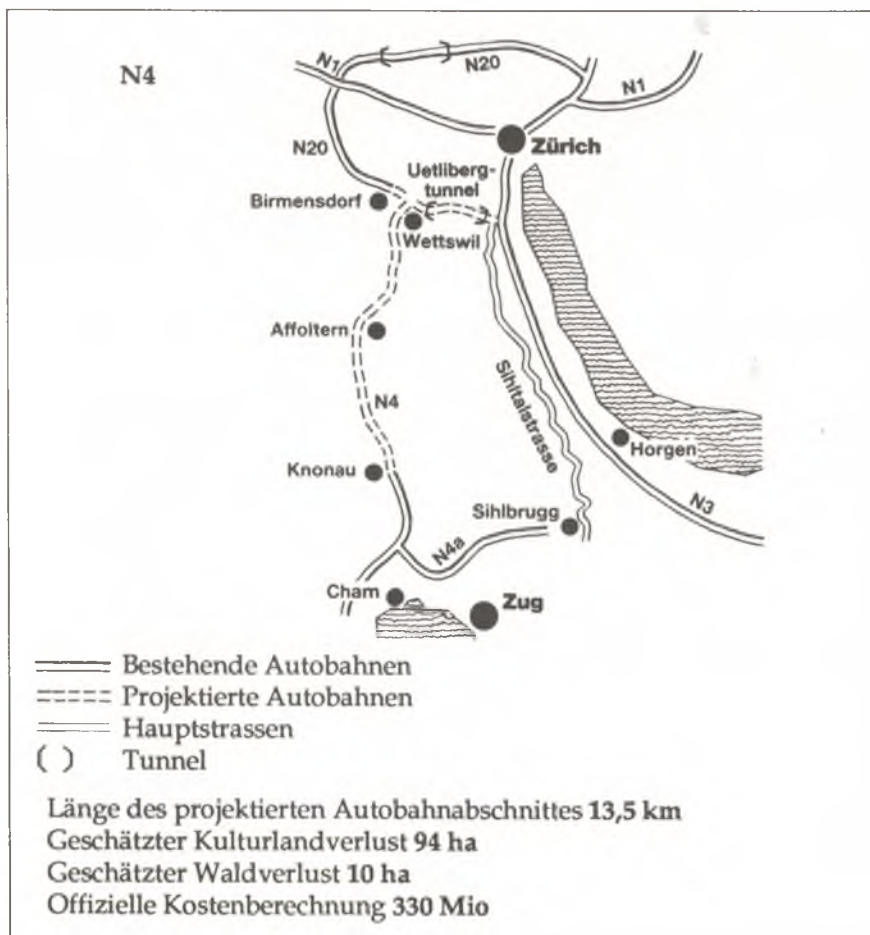 N4
N1
N20
N1
N20
Zürich
Uetliberg-
tunnel
Birmensdorf
Wettswil
Affoltern
N4
Sihltalstrasse
Horgen
Knonau
N3
Sihlbrugg
N4a
Cham
Zug
Bestehende Autobahnen
Projektierte Autobahnen
Hauptstrassen
( ) Tunnel
Länge des projektierten Autobahnabschnittes 13,5 km
Geschätzter Kulturlandverlust 94 ha
Geschätzter Waldverlust 10 ha
Offizielle Kostenberechnung 330 Mio